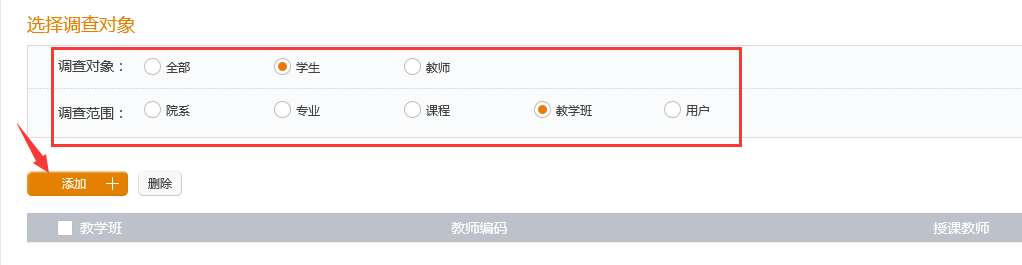 选择调查对象
调查对象： 全部 学生 教师
调查范围： 院系 专业 课程 教学班 用户
添加 删除
教学班 教师编码 授课教师